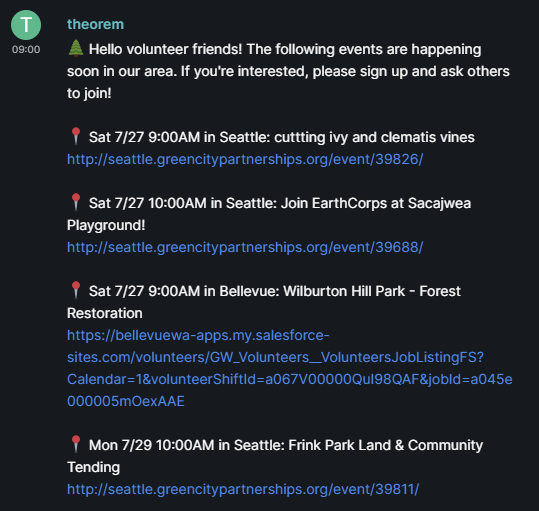 T
theorem
09:00
🌲 Hello volunteer friends! The following events are happening
soon in our area. If you're interested, please sign up and ask others
to join!
📍 Sat 7/27 9:00AM in Seattle: cuttting ivy and clematis vines
http://seattle.greencitypartnerships.org/event/39826/
📍 Sat 7/27 10:00AM in Seattle: Join EarthCorps at Sacajwea
Playground!
http://seattle.greencitypartnerships.org/event/39688/
📍 Sat 7/27 9:00AM in Bellevue: Wilburton Hill Park - Forest
Restoration
https://bellevuewa-apps.my.salesforce-
sites.com/volunteers/GW_Volunteers__VolunteersJobListingFS?
Calendar=1&volunteerShiftId=a067V00000QuI98QAF&jobId=a045e
000005mOexAAE
📍 Mon 7/29 10:00AM in Seattle: Frink Park Land & Community
Tending
http://seattle.greencitypartnerships.org/event/39811/